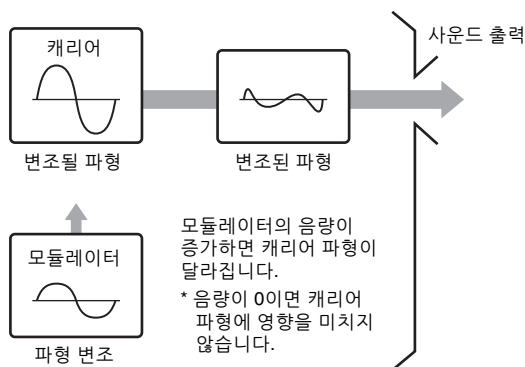 사운드 출력
캐리어
변조될 파형
변조된 파형
모듈레이터
파형 변조
모듈레이터의 음량이
증가하면 캐리어 파형이
달라집니다.
* 음량이 0이면 캐리어
파형에 영향을 미치지
않습니다.